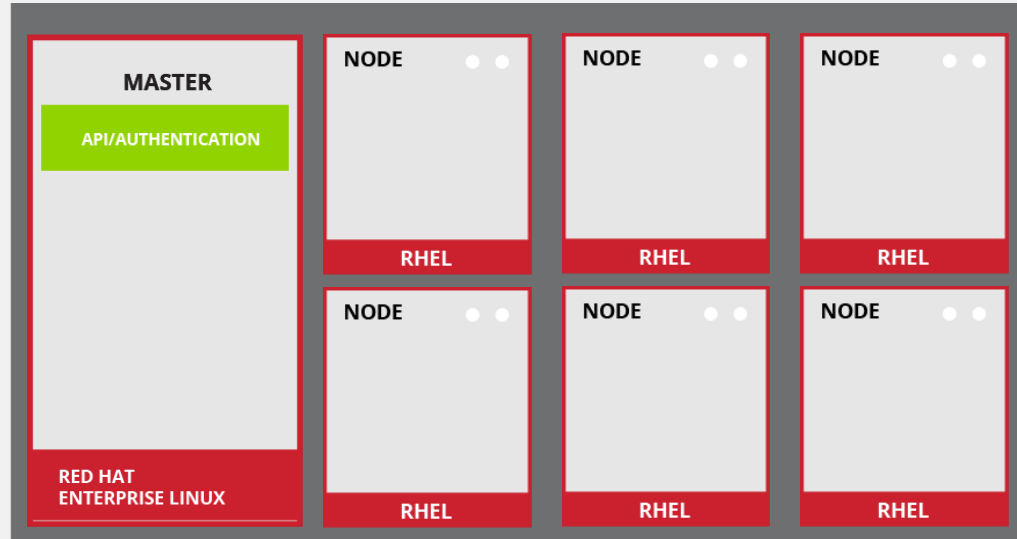 MASTER
API/AUTHENTICATION
RED HAT
ENTERPRISE LINUX
NODE
RHEL
NODE
RHEL
NODE
RHEL
NODE
RHEL
NODE
RHEL
NODE
RHEL